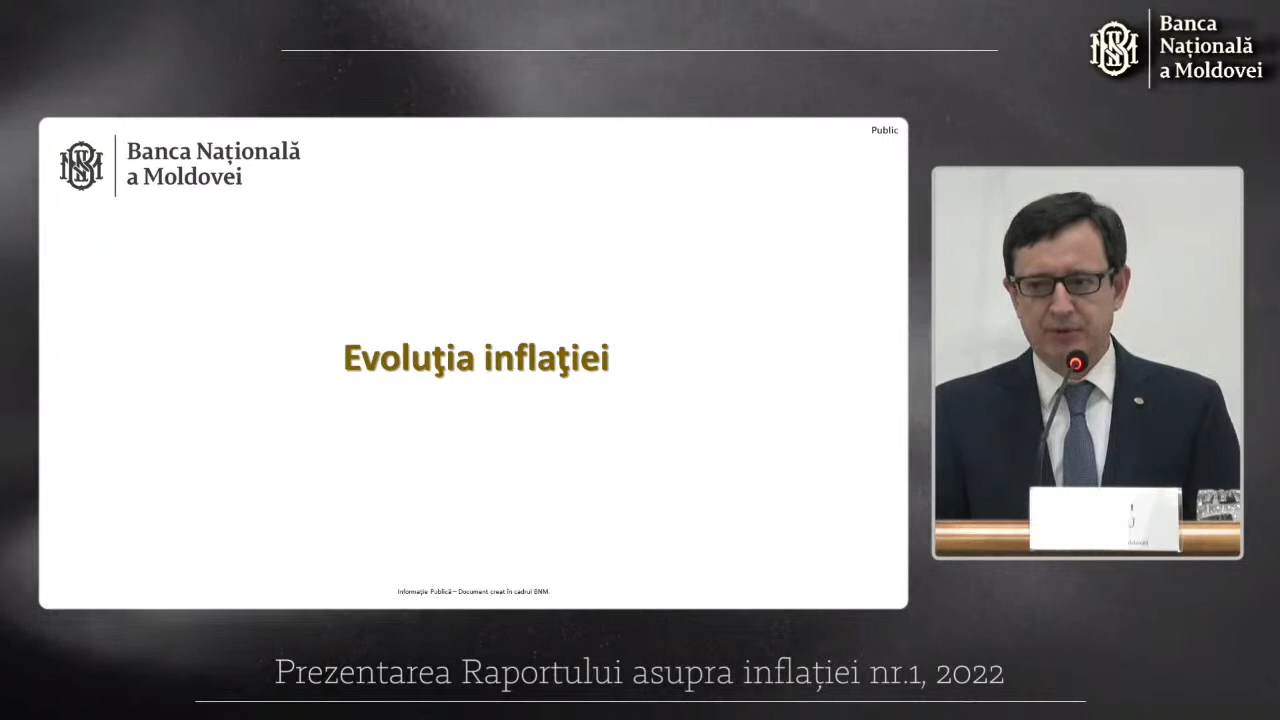 Banca
Națională
a Moldovei
Public
Banca Națională
a Moldovei
Evoluţia inflaţiei
Informație Publică – Document creat în cadrul BNM.
Prezentarea Raportului asupra inflației nr.1, 2022